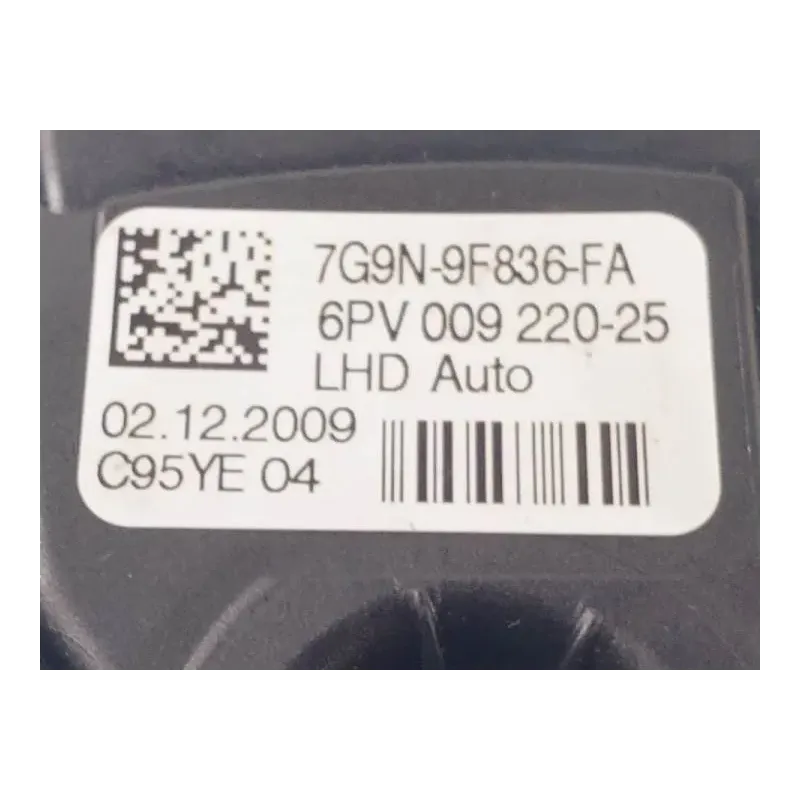 7G9N-9F836-FA
6PV 009 220-25
LHD Auto
02.12.2009
C95YE 04